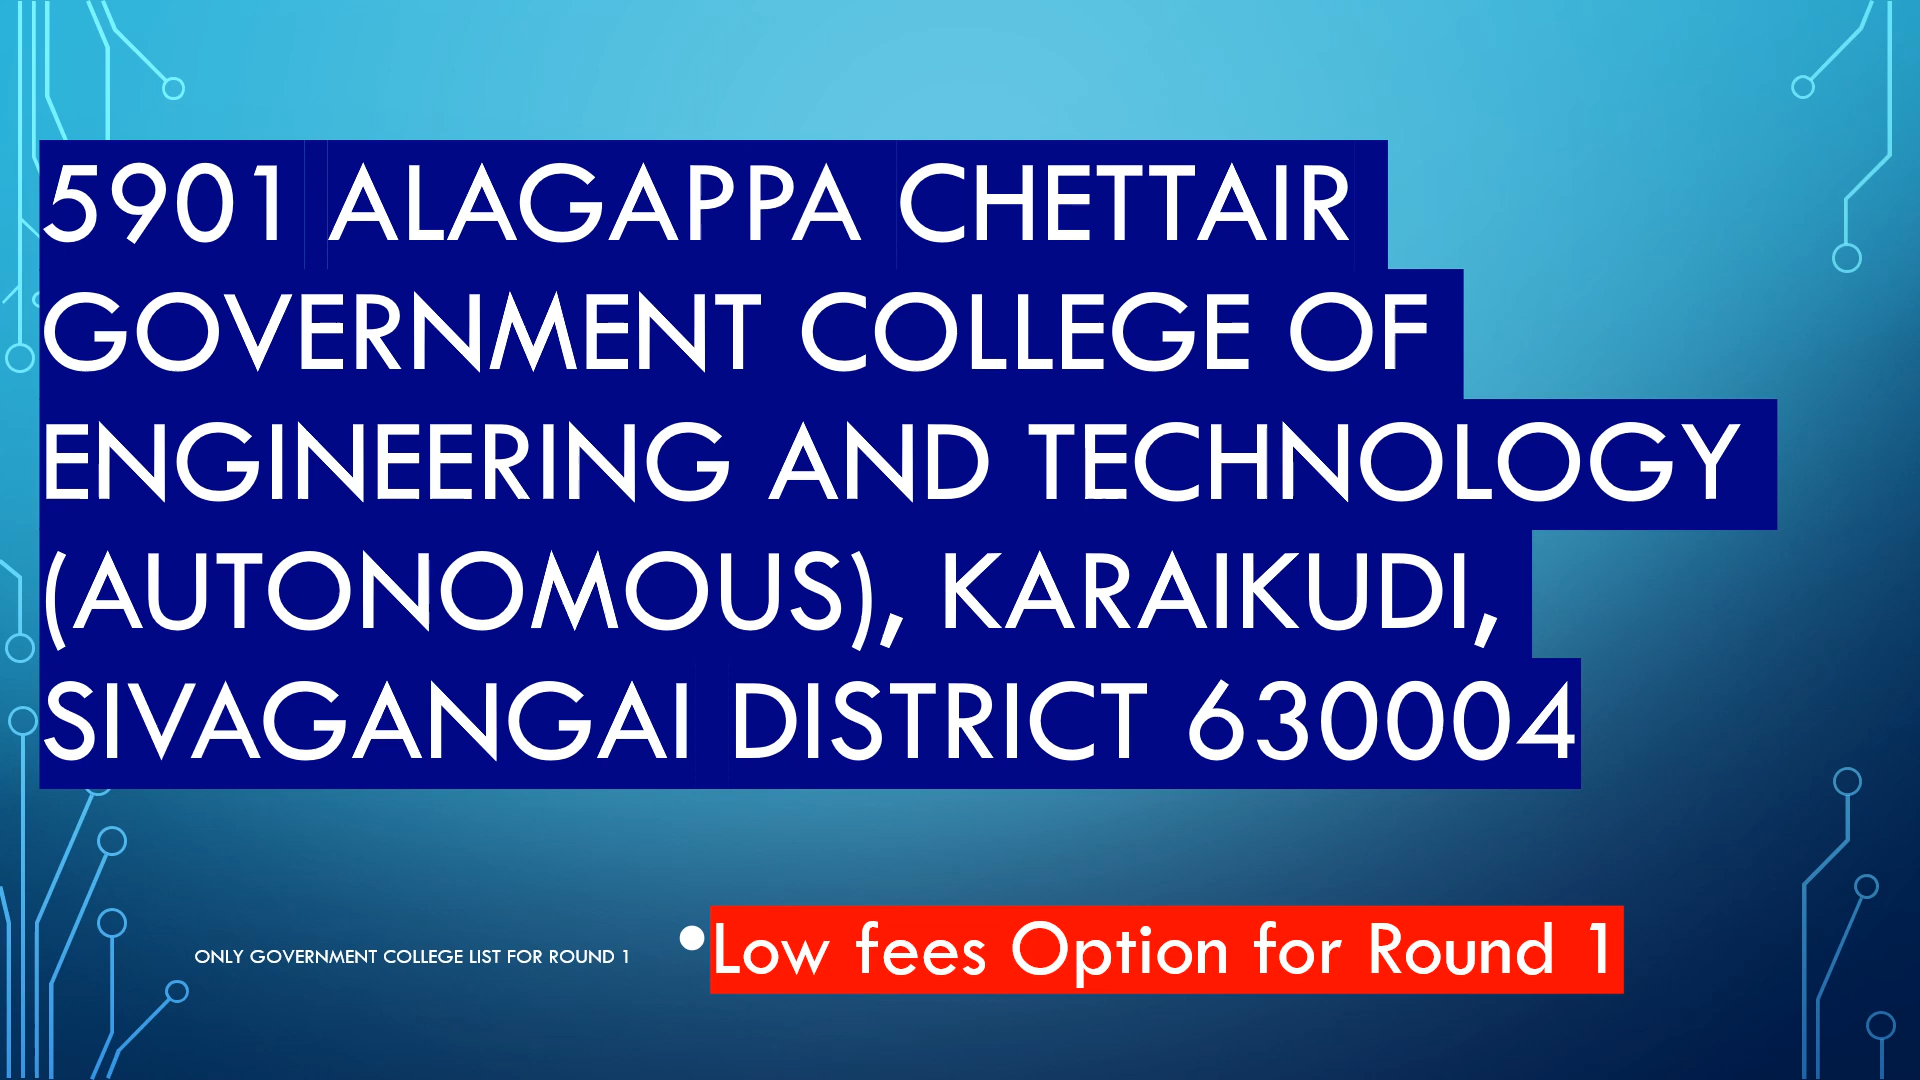 5901 ALAGAPPA CHETTAIR
GOVERNMENT COLLEGE OF
ENGINEERING AND TECHNOLOGY
(AUTONOMOUS), KARAIKUDI,
SIVAGANGAI DISTRICT 630004
ONLY GOVERNMENT COLLEGE LIST FOR ROUND 1
•Low fees Option for Round 1